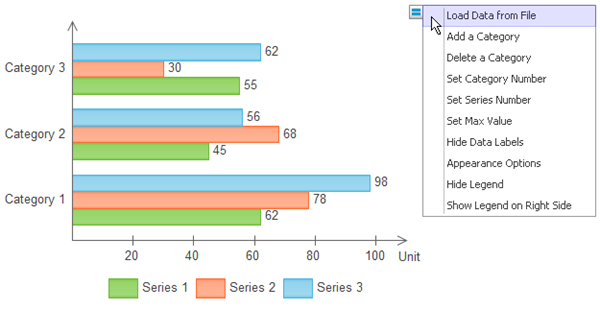 Category 3
62
30
55
Category 2
56
68
45
Category 1
98
78
62
20 40 60 80 100 Unit
Series 1 Series 2 Series 3
Load Data from File
Add a Category
Delete a Category
Set Category Number
Set Series Number
Set Max Value
Hide Data Labels
Appearance Options
Hide Legend
Show Legend on Right Side